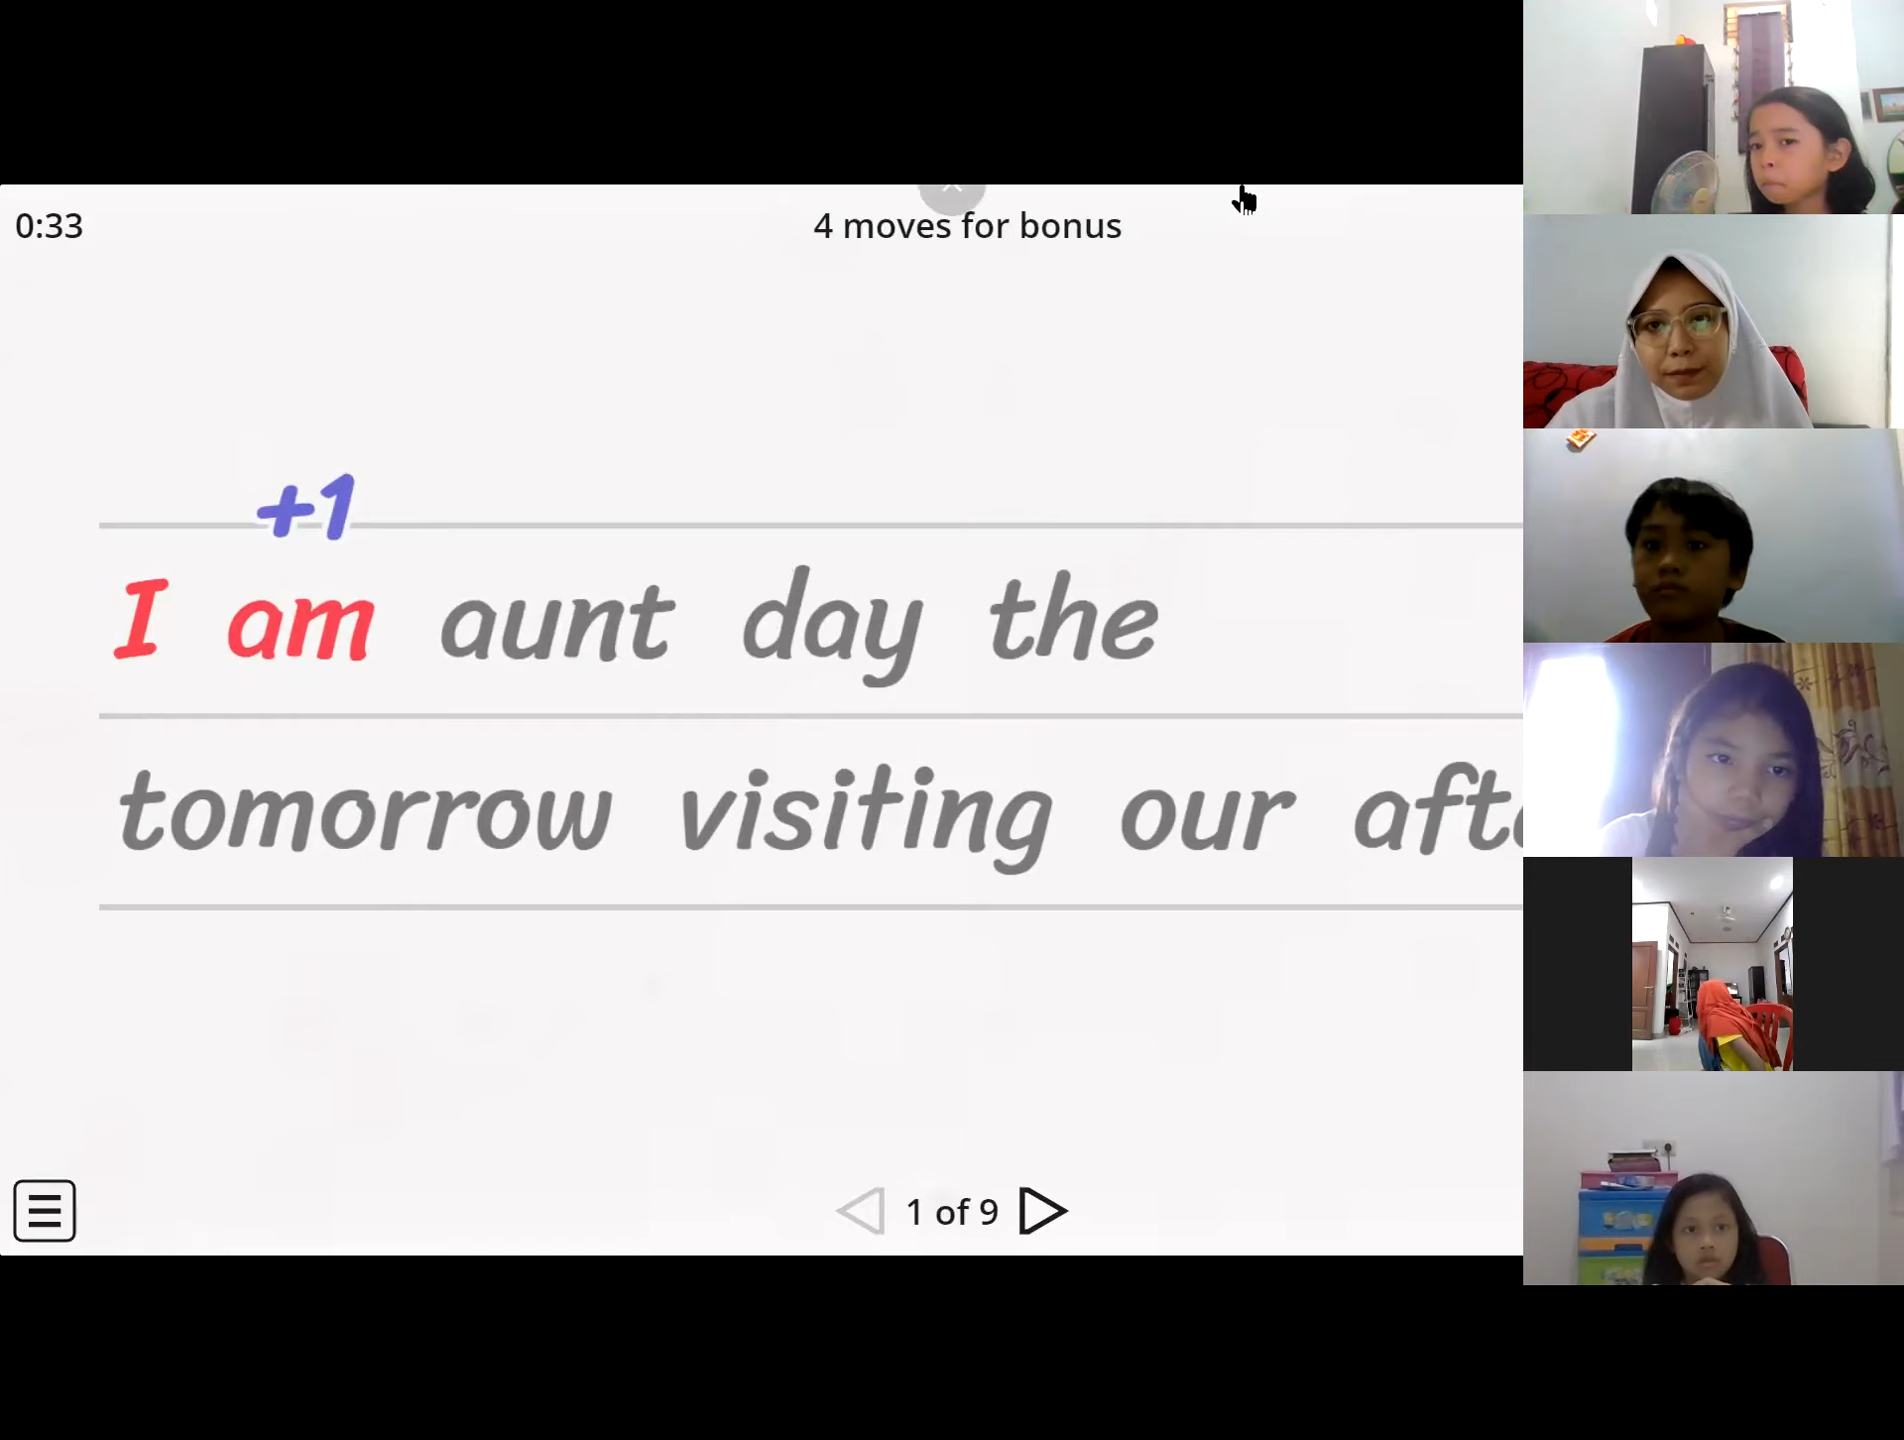 0:33
4 moves for bonus
+1
I am aunt day the
tomorrow visiting our
1 of 9